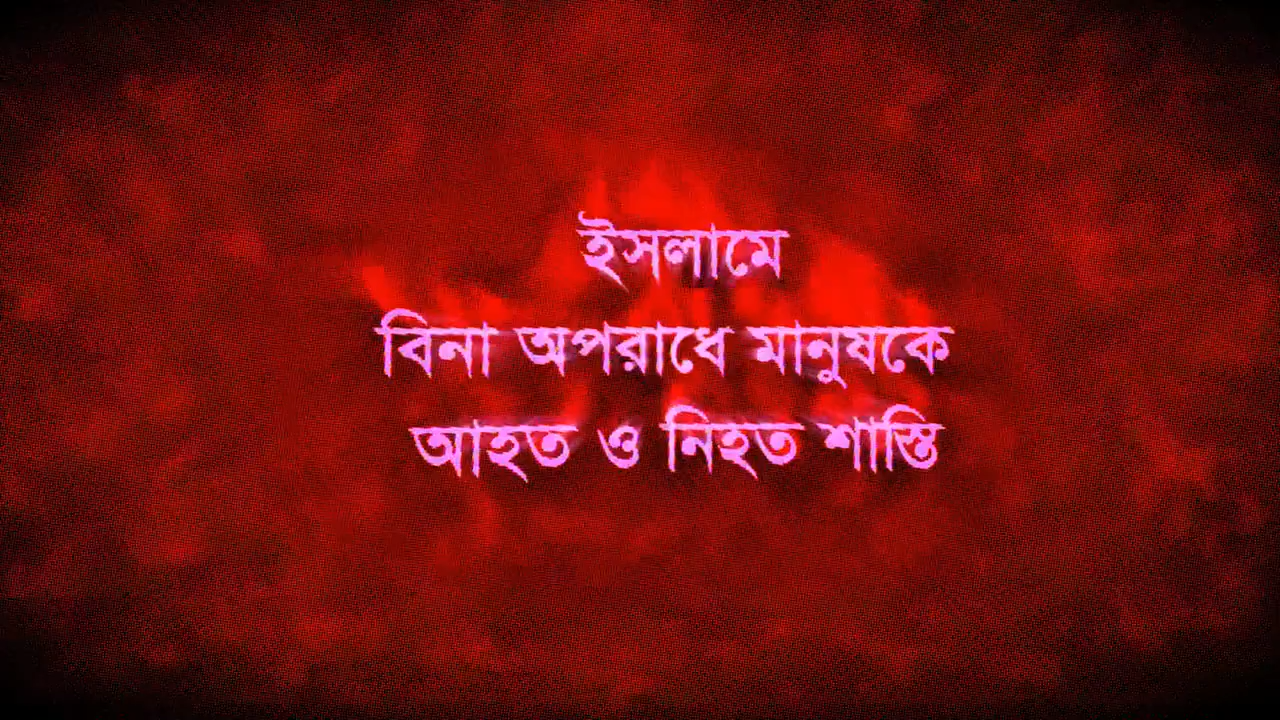 ইসলামে
বিনা অপরাধে মানুষকে
আহত ও নিহত শাস্তি